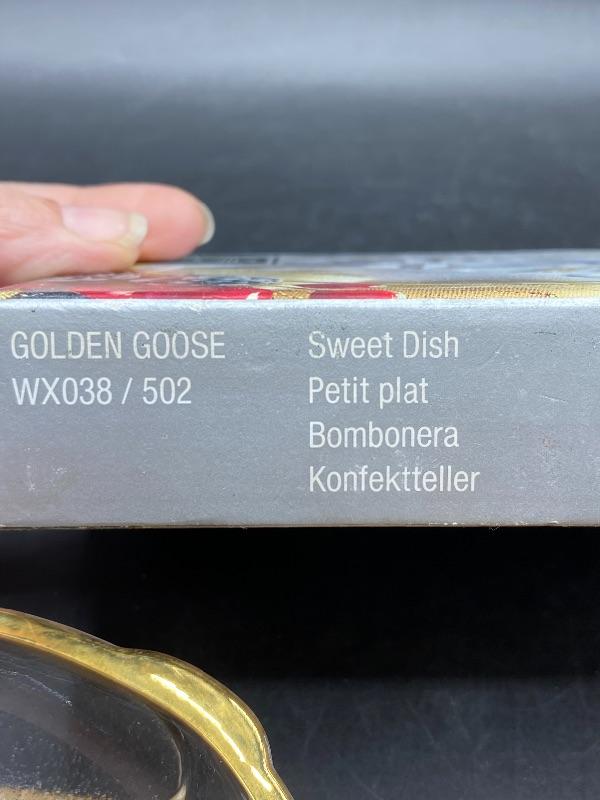 GOLDEN GOOSE
WX038 / 502
Sweet Dish
Petit plat
Bombonera
Konfektteller